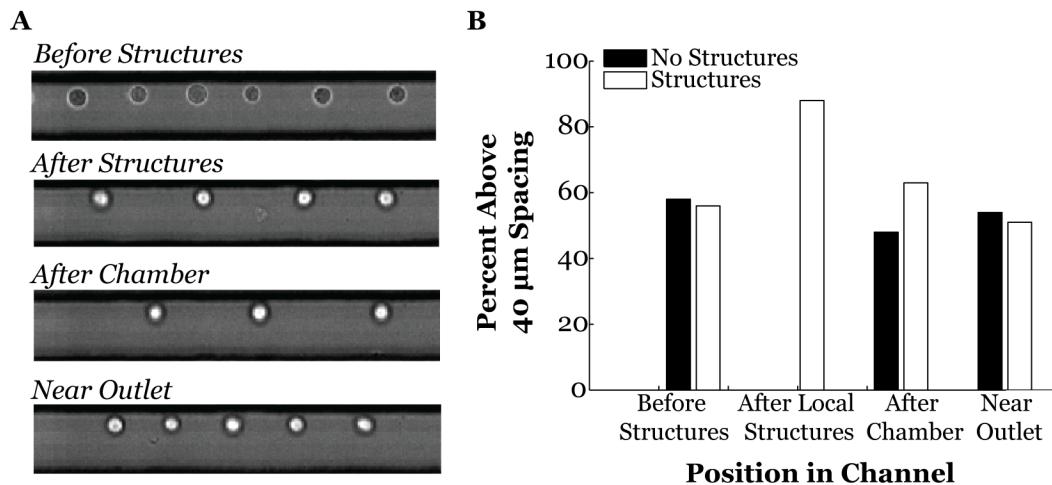 A
Before Structures
After Structures
After Chamber
Near Outlet
B
No Structures
Structures
Percent Above
40 µm Spacing
100
80
60
40
20
0
Before
Structures
After Local
Structures
After
Chamber
Near
Outlet
Position in Channel